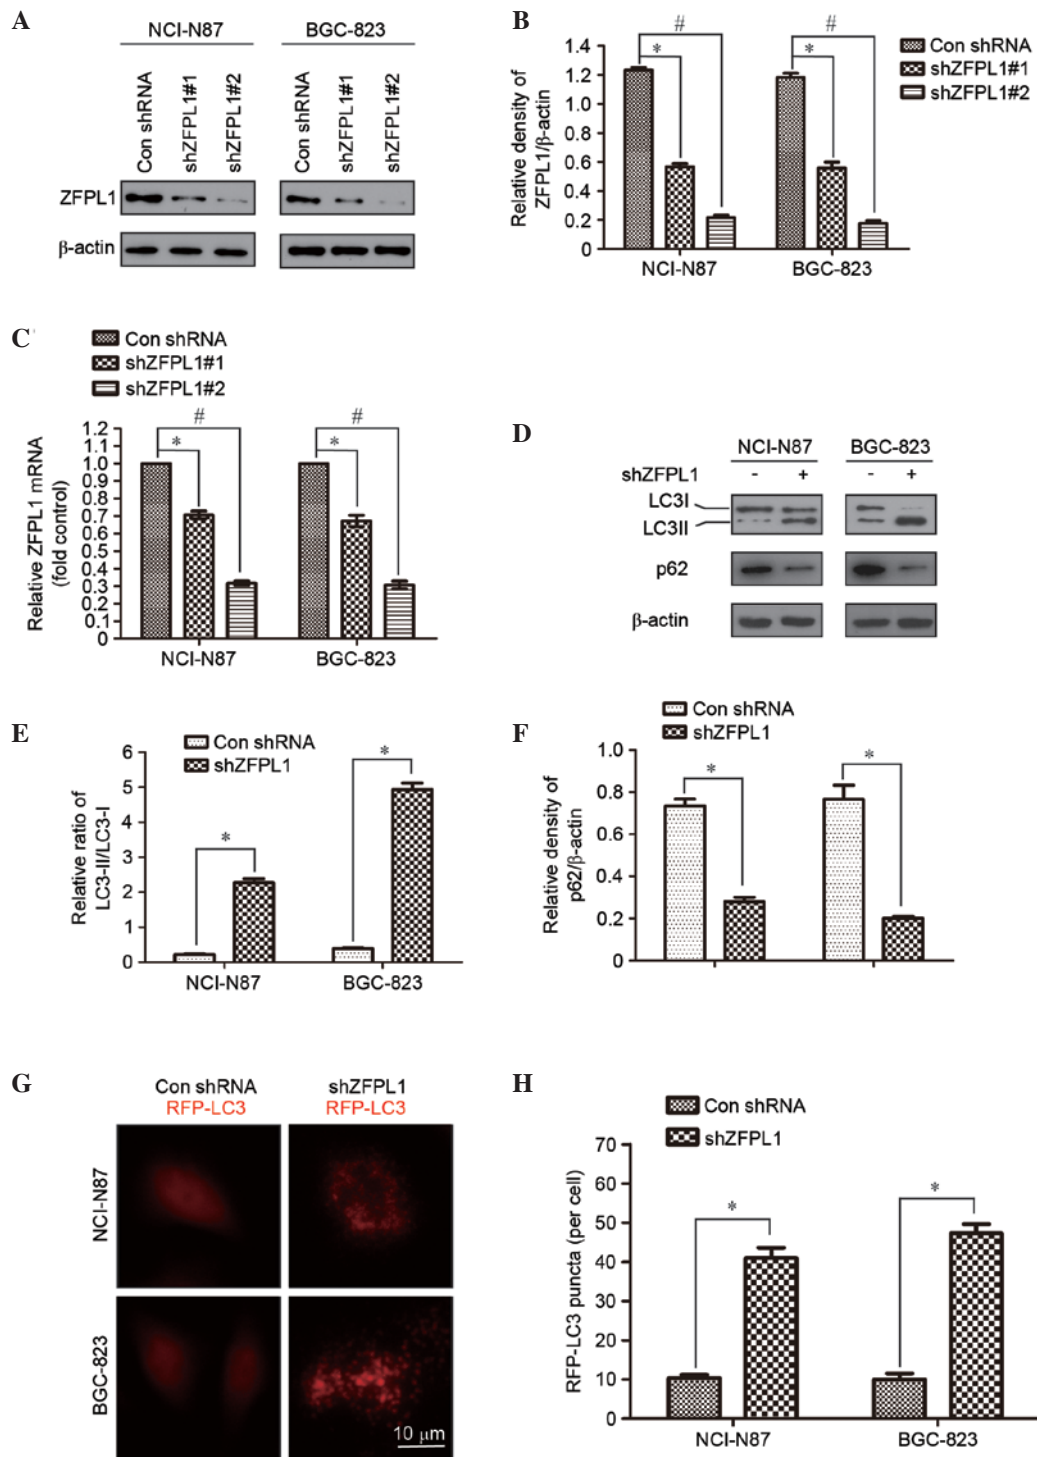 A
NCI-N87 BGC-823
Con shRNA shZFPL1#1 shZFPL1#2 Con shRNA shZFPL1#1 shZFPL1#2
ZFPL1
β-actin
B
# #
* *
Con shRNA
shZFPL1#1
shZFPL1#2
Relative density of
ZFPL1/β-actin
1.4
1.2
1.0
0.6
0.4
0.2
0
NCI-N87 BGC-823
C
Con shRNA
shZFPL1#1
shZFPL1#2
# #
* *
Relative ZFPL1 mRNA
(fold control)
1.2
1.0
0.9
0.7
0.6
0.5
0.3
0.2
0.1
0
NCI-N87 BGC-823
D
NCI-N87 BGC-823
shZFPL1 - + - +
LC3I
LC3II
p62
β-actin
E
Con shRNA
shZFPL1
* *
Relative ratio of
LC3-II/LC3-I
6
5
4
3
2
1
0
NCI-N87 BGC-823
F
Con shRNA
shZFPL1
* *
Relative density of
p62/β-actin
1.0
0.8
0.6
0.4
0.2
0
G
Con shRNA shZFPL1
RFP-LC3 RFP-LC3
NCI-N87
BGC-823
10 μm
H
Con shRNA
shZFPL1
* *
RFP-LC3 puncta (per cell)
70
60
50
40
30
20
10
0
NCI-N87 BGC-823